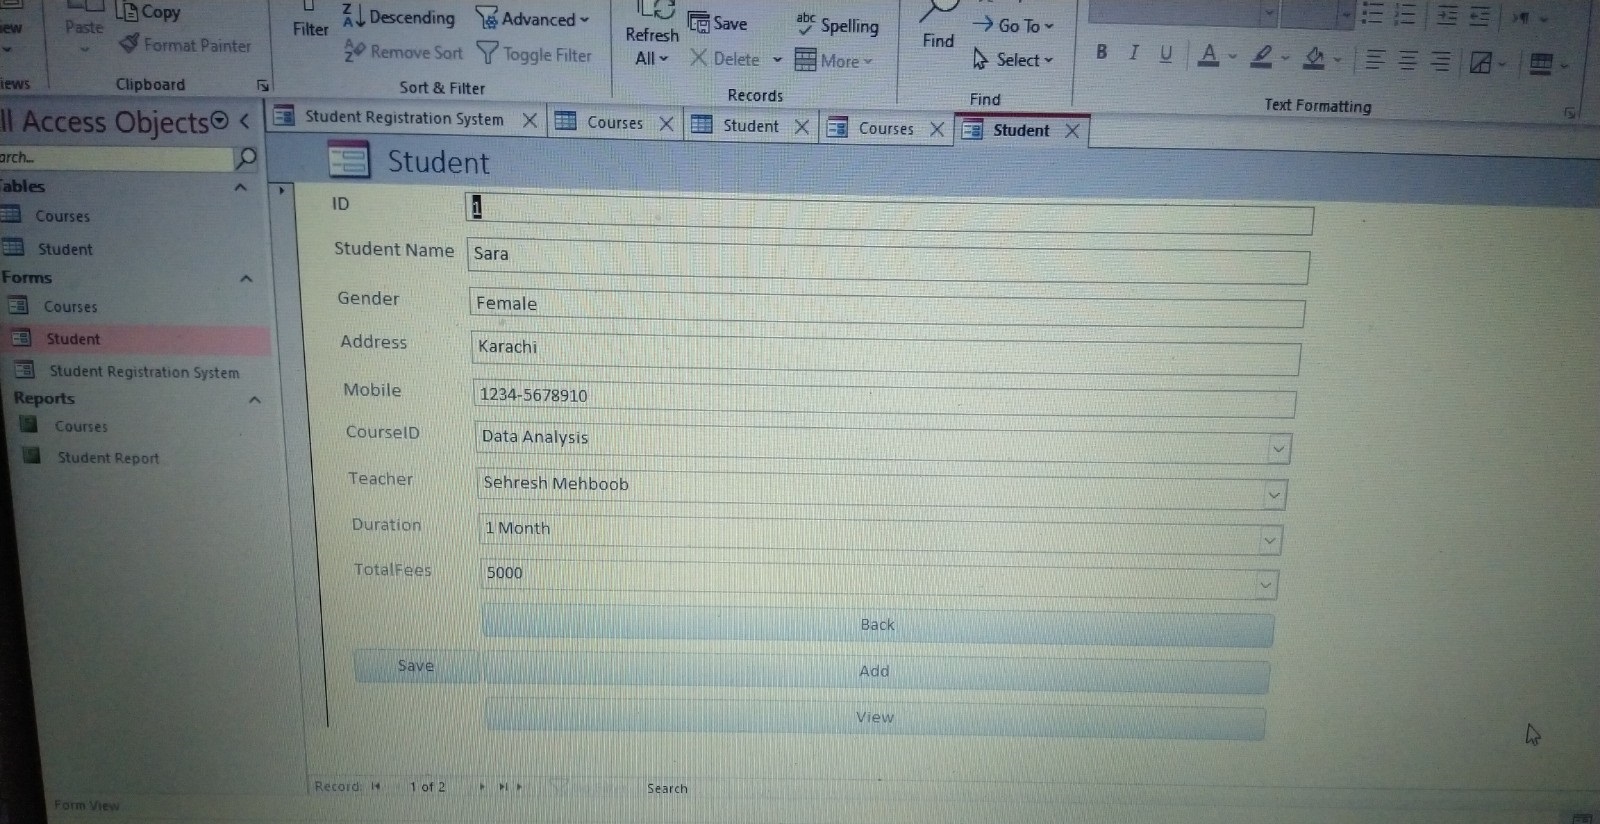 Copy
Paste
Format Painter
Clipboard
Filter
Descending
Advanced
Remove Sort
Toggle Filter
Sort & Filter
Refresh
All
Save
Spelling
Delete
More
Records
Find
Go To
Select
Find
B I U A
Text Formatting
ll Access Objects
arch...
Tables
Courses
Student
Forms
Courses
Student
Student Registration System
Reports
Courses
Student Report
Student Registration System
Courses
Student
Courses
Student
Student
ID 1
Student Name Sara
Gender Female
Address Karachi
Mobile 1234-5678910
CourseID Data Analysis
Teacher Sehresh Mehboob
Duration 1 Month
TotalFees 5000
Back
Save Add
View
Record: 1 of 2 Search
Form View